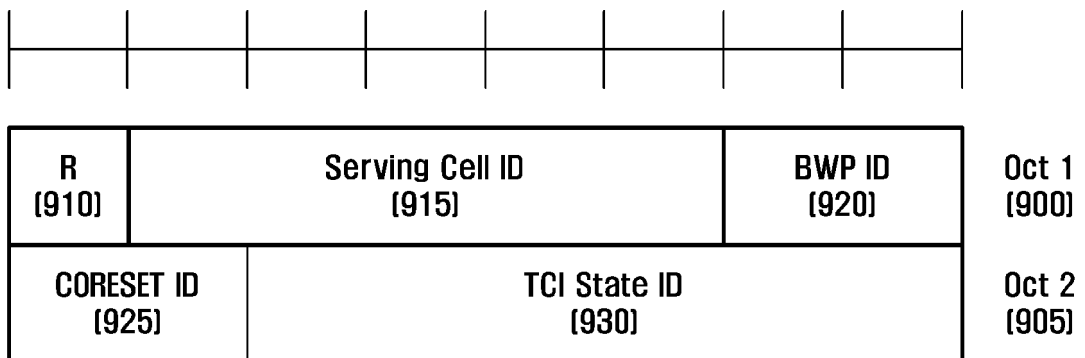 R Serving Cell ID BWP ID Oct 1
(910) (915) (920) (900)
CORESET ID TCI State ID Oct 2
(925) (930) (905)